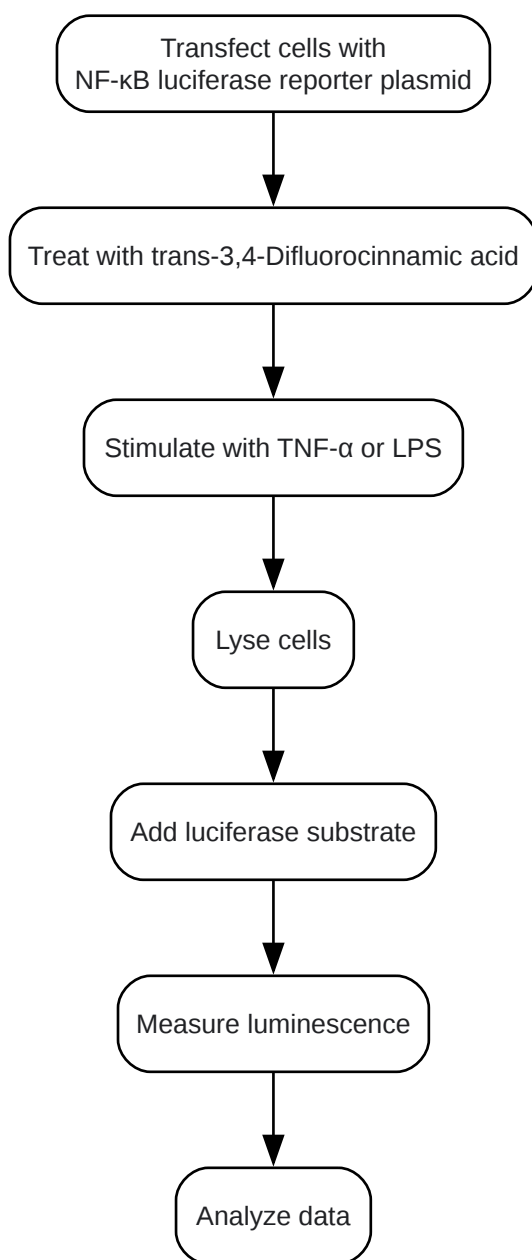 Transfect cells with
NF-κB luciferase reporter plasmid
Treat with trans-3,4-Difluorocinnamic acid
Stimulate with TNF-α or LPS
Lyse cells
Add luciferase substrate
Measure luminescence
Analyze data